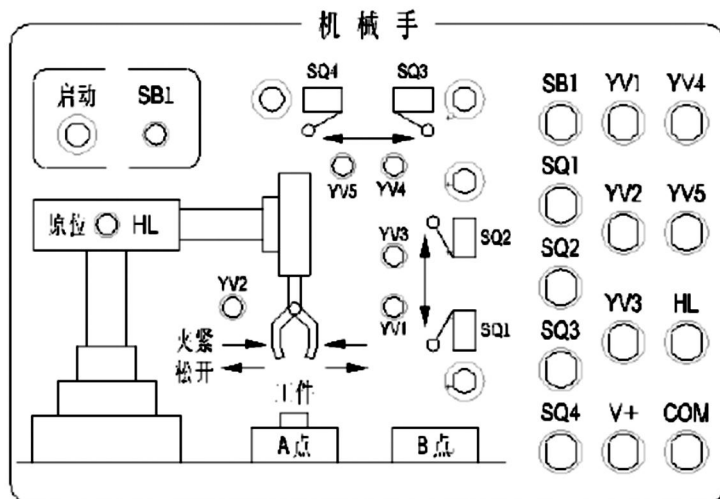 机械手
SQ4 SQ3
启动 SB1
SB1 YV1 YV4
YV5 YV4
SQ1
原位 HL
YV3
SQ2
YV2 YV5
YV2
YV1
SQ1
SQ2
YV3 HL
火紧
松开
SQ3
工件
A点
B点
SQ4 V+ COM